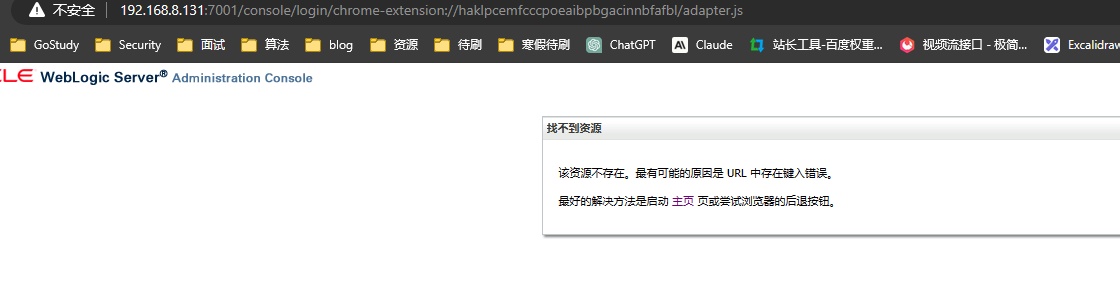 不安全 192.168.8.131:7001/console/login/chrome-extension://haklpcemfcccpoeaibpbgacinnbfafbl/adapter.js
GoStudy Security 面试 算法 blog 资源 待刷 寒假待刷 ChatGPT Claude 站长工具-百度权重... 视频流接口 - 极简... Excalidraw
CLE WebLogic Server® Administration Console
找不到资源
该资源不存在。最有可能的原因是 URL 中存在键入错误。
最好的解决方法是启动 主页 页或尝试浏览器的后退按钮。